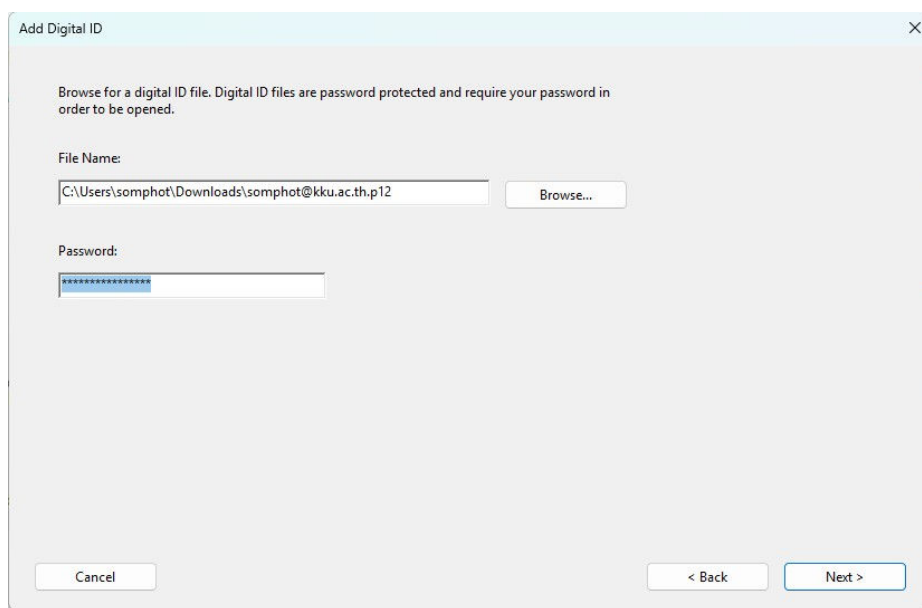 Add Digital ID
Browse for a digital ID file. Digital ID files are password protected and require your password in
order to be opened.
File Name:
C:\Users\somphot\Downloads\somphot@kku.ac.th.p12
Browse...
Password:
****************
Cancel
< Back
Next >